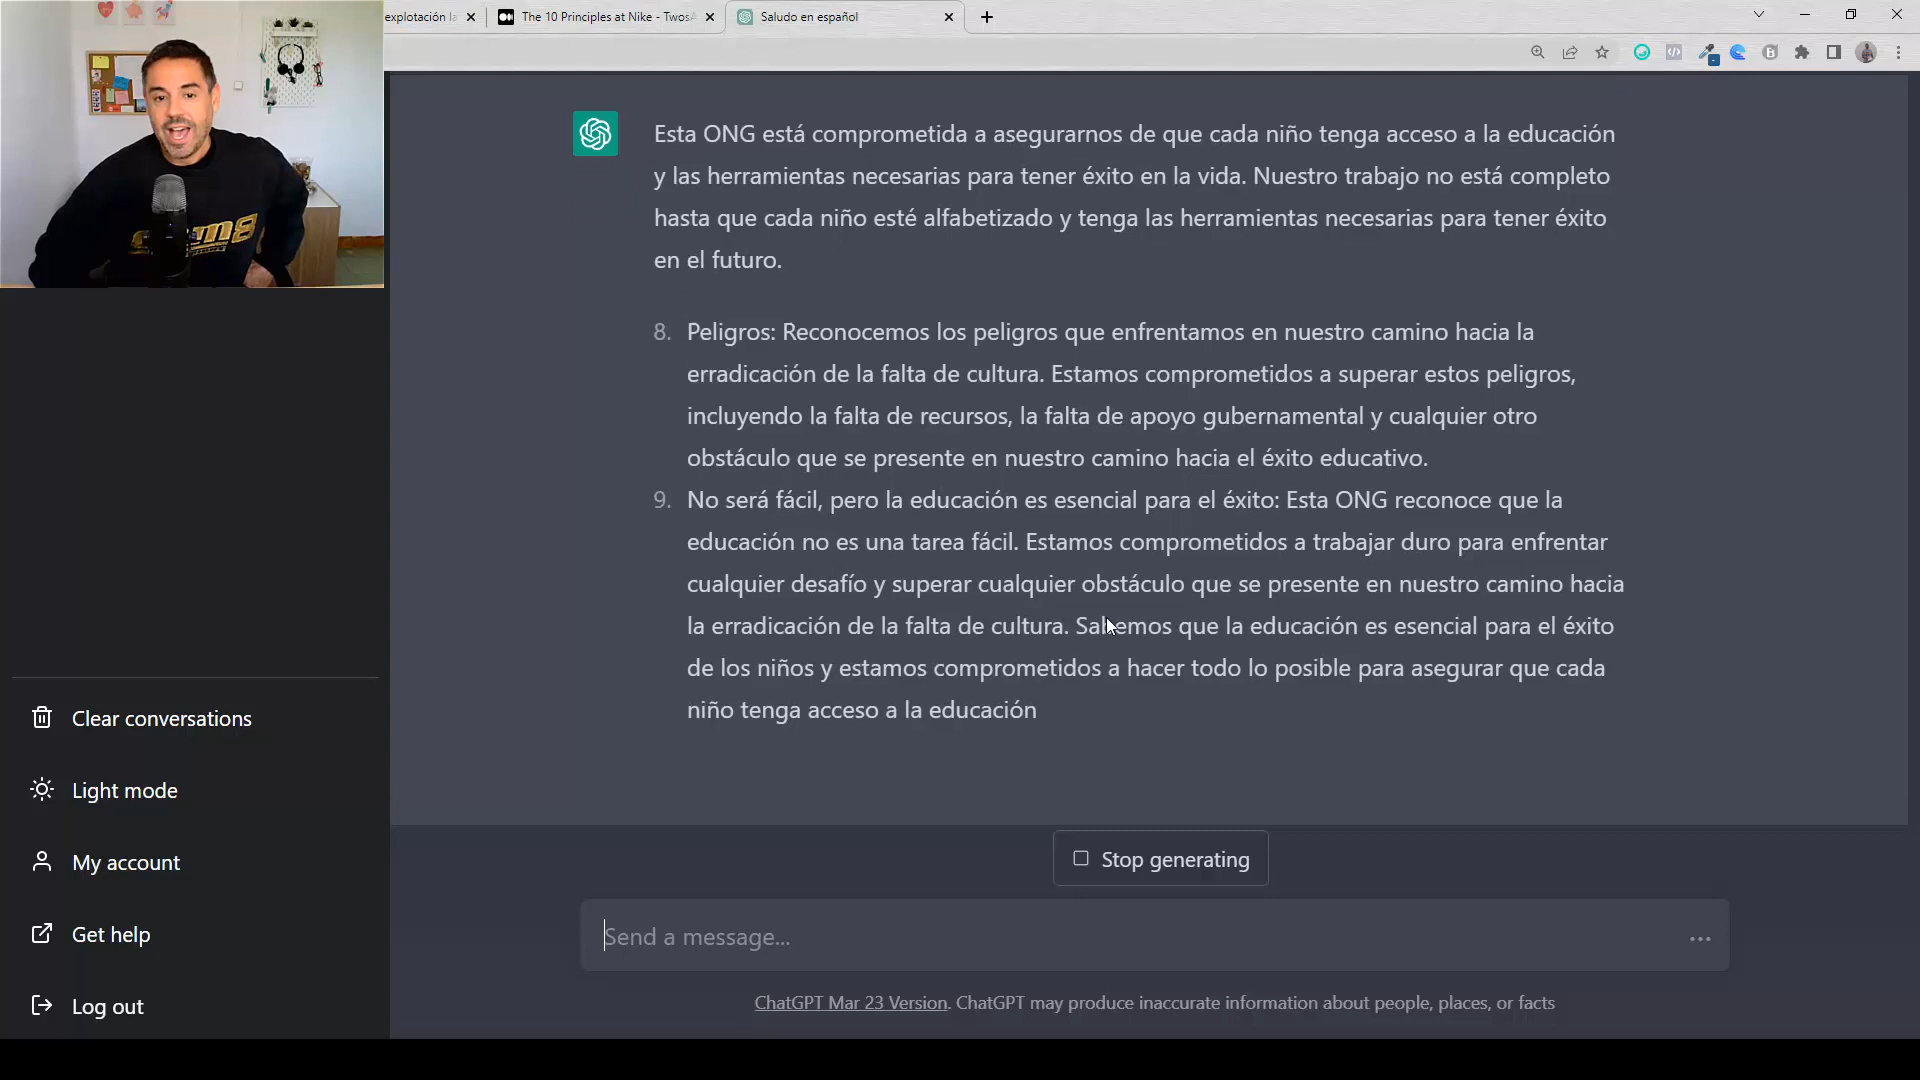 explotación la
The 10 Principles at Nike - TwosA
Saludo en español
Esta ONG está comprometida a asegurarnos de que cada niño tenga acceso a la educación
y las herramientas necesarias para tener éxito en la vida. Nuestro trabajo no está completo
hasta que cada niño esté alfabetizado y tenga las herramientas necesarias para tener éxito
en el futuro.
8. Peligros: Reconocemos los peligros que enfrentamos en nuestro camino hacia la
erradicación de la falta de cultura. Estamos comprometidos a superar estos peligros,
incluyendo la falta de recursos, la falta de apoyo gubernamental y cualquier otro
obstáculo que se presente en nuestro camino hacia el éxito educativo.
9. No será fácil, pero la educación es esencial para el éxito: Esta ONG reconoce que la
educación no es una tarea fácil. Estamos comprometidos a trabajar duro para enfrentar
cualquier desafío y superar cualquier obstáculo que se presente en nuestro camino hacia
la erradicación de la falta de cultura. Sabemos que la educación es esencial para el éxito
de los niños y estamos comprometidos a hacer todo lo posible para asegurar que cada
niño tenga acceso a la educación
Clear conversations
Light mode
My account
Get help
Log out
Stop generating
Send a message...
ChatGPT Mar 23 Version. ChatGPT may produce inaccurate information about people, places, or facts